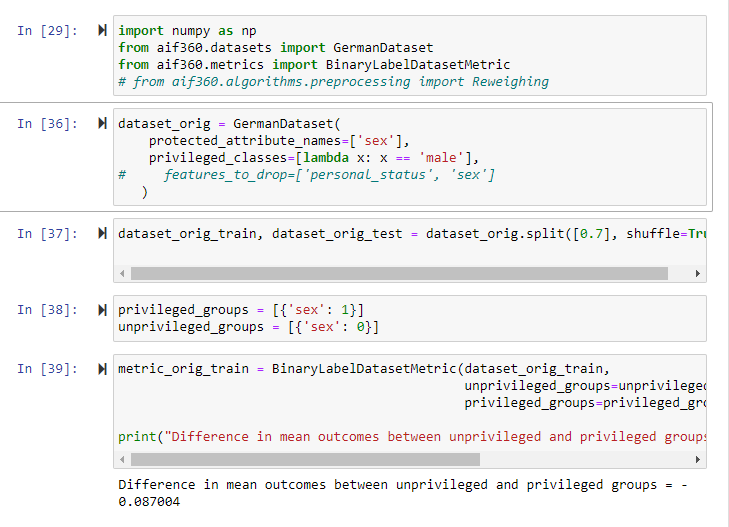 In [29]:
import numpy as np
from aif360.datasets import GermanDataset
from aif360.metrics import BinaryLabelDatasetMetric
# from aif360.algorithms.preprocessing import Reweighing
In [36]:
dataset_orig = GermanDataset(
    protected_attribute_names=['sex'],
    privileged_classes=[lambda x: x == 'male'],
#     features_to_drop=['personal_status', 'sex']
   )
In [37]:
dataset_orig_train, dataset_orig_test = dataset_orig.split([0.7], shuffle=Tru
In [38]:
privileged_groups = [{'sex': 1}]
unprivileged_groups = [{'sex': 0}]
In [39]:
metric_orig_train = BinaryLabelDatasetMetric(dataset_orig_train,
                                             unprivileged_groups=unprivileged
                                             privileged_groups=privileged_gro
print("Difference in mean outcomes between unprivileged and privileged groups
Difference in mean outcomes between unprivileged and privileged groups = -
0.087004